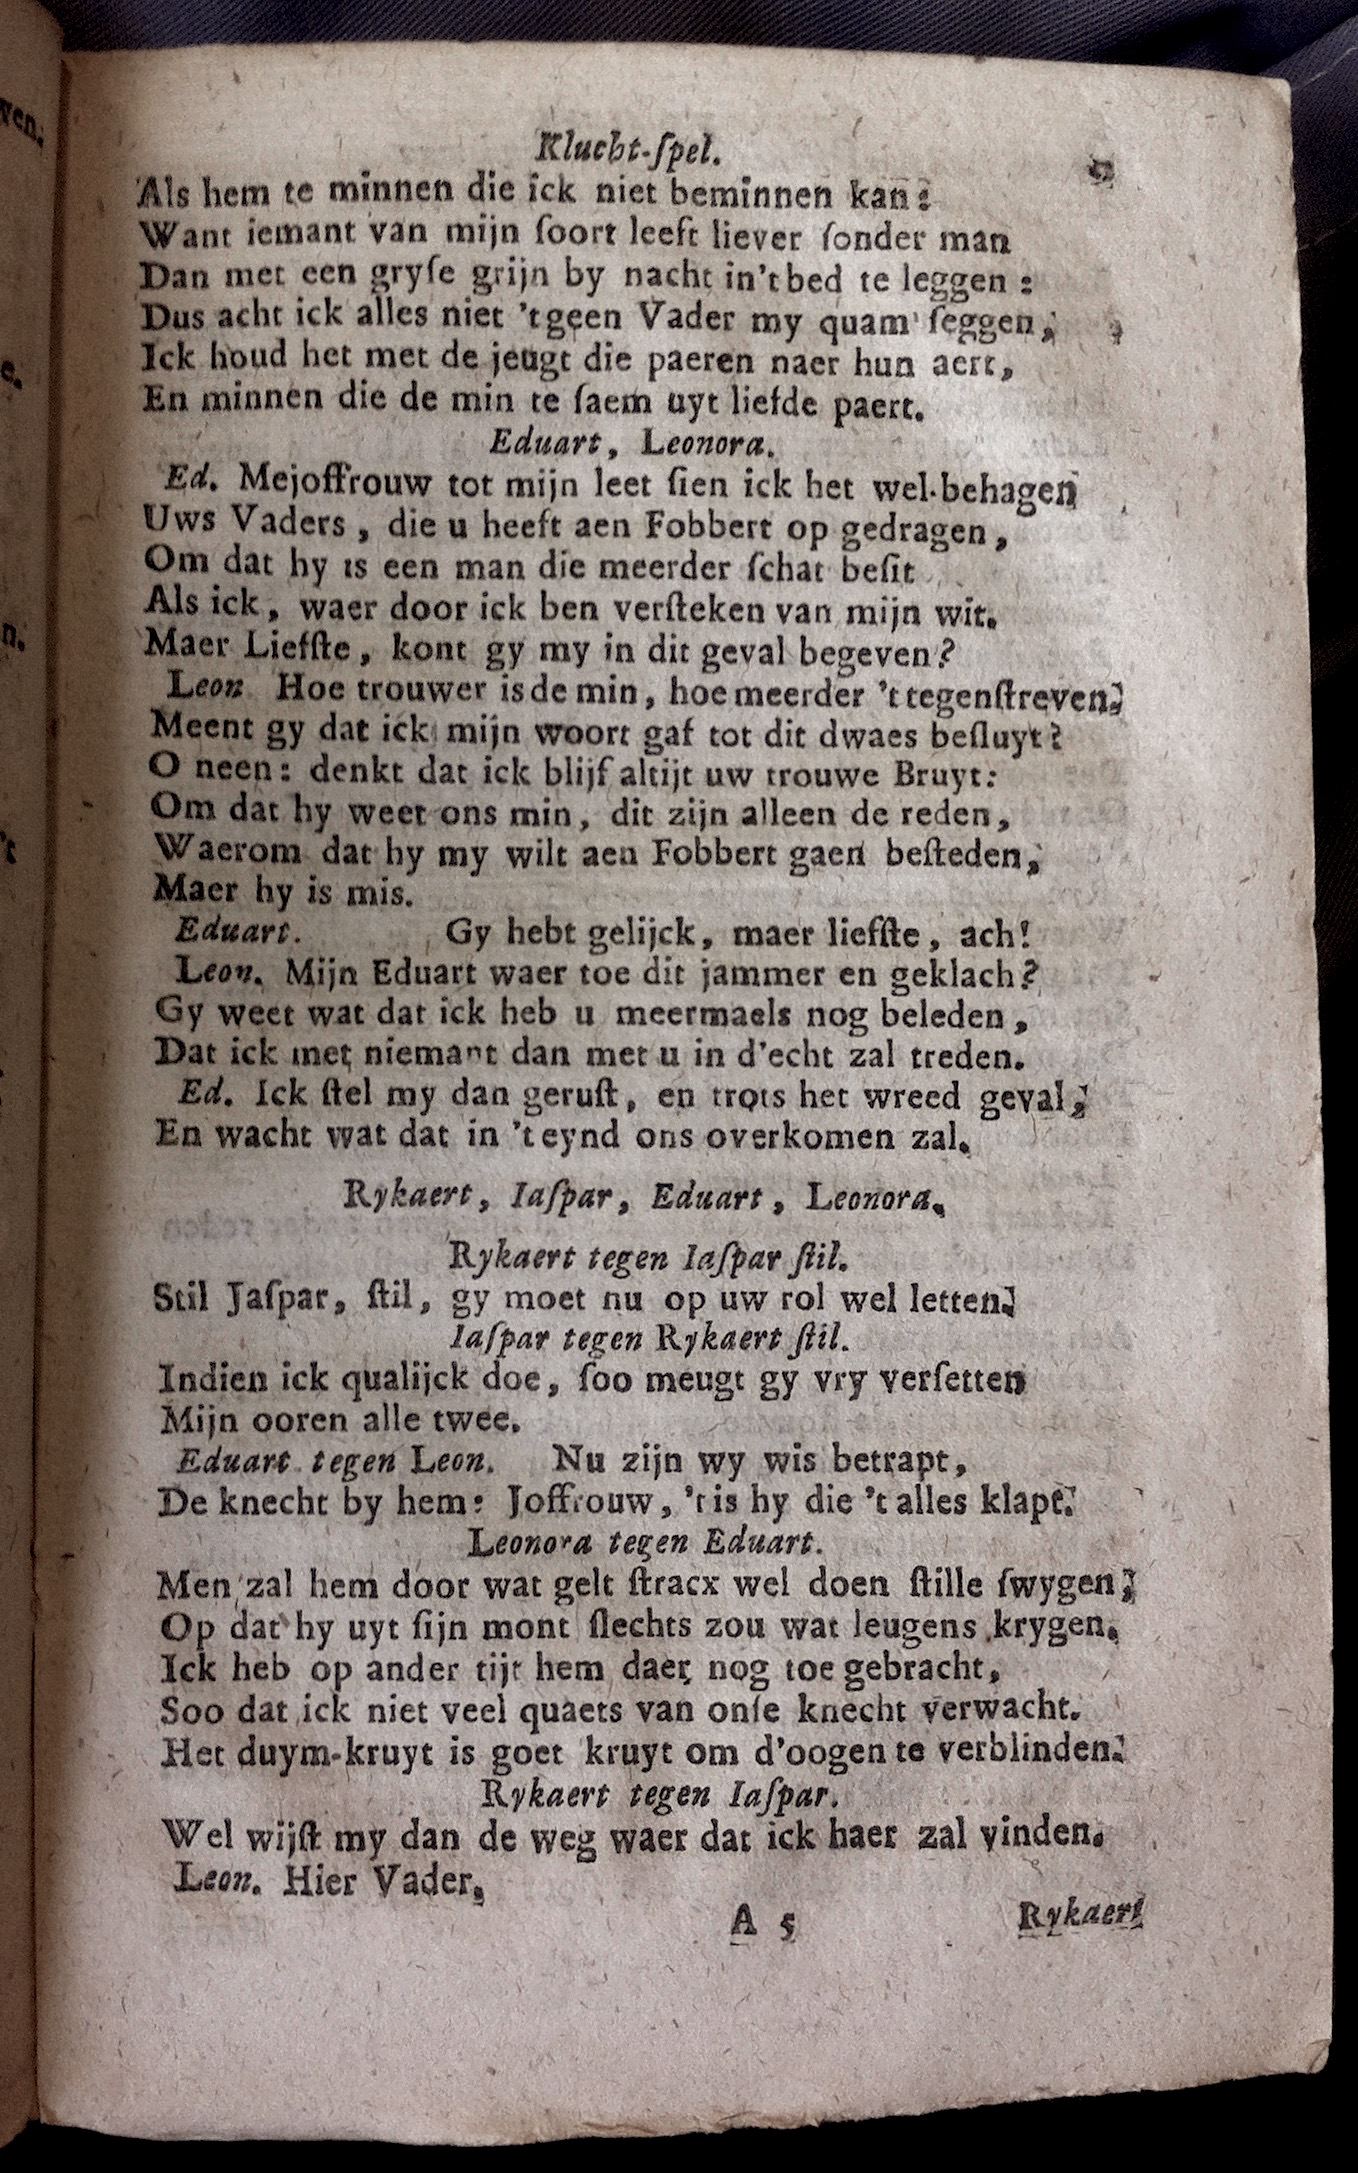 Klucht-ſpel. 9
Als hem te minnen die ick niet beminnen kan:
Want iemant van mijn ſoort leeft liever ſonder man
Dan met een gryſe grijn by nacht in't bed te leggen:
Dus acht ick alles niet 't geen Vader my quam ſeggen,
Ick houd het met de jeugt die paeren naer hun aert,
En minnen die de min te ſaem uyt liefde paert.
Eduart, Leonora.
Ed. Mejoffrouw tot mijn leet ſien ick het wel-behagen
Uws Vaders, die u heeft aen Fobbert op gedragen,
Om dat hy is een man die meerder ſchat beſit
Als ick, waer door ick ben verſteken van mijn wit.
Maer Liefſte, kont gy my in dit geval begeven?
Leon Hoe trouwer is de min, hoe meerder 't tegenſtreven.
Meent gy dat ick mijn woort gaf tot dit dwaes beſluyt?
O neen: denkt dat ick blijf altijt uw trouwe Bruyt:
Om dat hy weet ons min, dit zijn alleen de reden,
Waerom dat hy my wilt aen Fobbert gaen beſteden,
Maer hy is mis.
Eduart. Gy hebt gelijck, maer liefſte, ach!
Leon. Mijn Eduart waer toe dit jammer en geklach?
Gy weet wat dat ick heb u meermaels nog beleden,
Dat ick met niemant dan met u in d'echt zal treden.
Ed. Ick ſtel my dan geruſt, en trots het wreed geval,
En wacht wat dat in 't eynd ons overkomen zal.
Rykaert, Iaſpar, Eduart, Leonora.
Rykaert tegen Iaſpar ſtil.
Stil Jaſpar, ſtil, gy moet nu op uw rol wel letten.
Iaſpar tegen Rykaert ſtil.
Indien ick qualijck doe, ſoo meugt gy vry verſetten
Mijn ooren alle twee.
Eduart tegen Leon. Nu zijn wy wis betrapt,
De knecht by hem: Joffrouw, 't is hy die 't alles klapt.
Leonora tegen Eduart.
Men zal hem door wat gelt ſtracx wel doen ſtille ſwygen;
Op dat hy uyt ſijn mont ſlechts zou wat leugens krygen.
Ick heb op ander tijt hem daer nog toe gebracht,
Soo dat ick niet veel quaets van onſe knecht verwacht.
Het duym-kruyt is goet kruyt om d'oogen te verblinden.
Rykaert tegen Iaſpar.
Wel wijſt my dan de weg waer dat ick haer zal vinden.
Leon. Hier Vader.
A 5 Rykaert